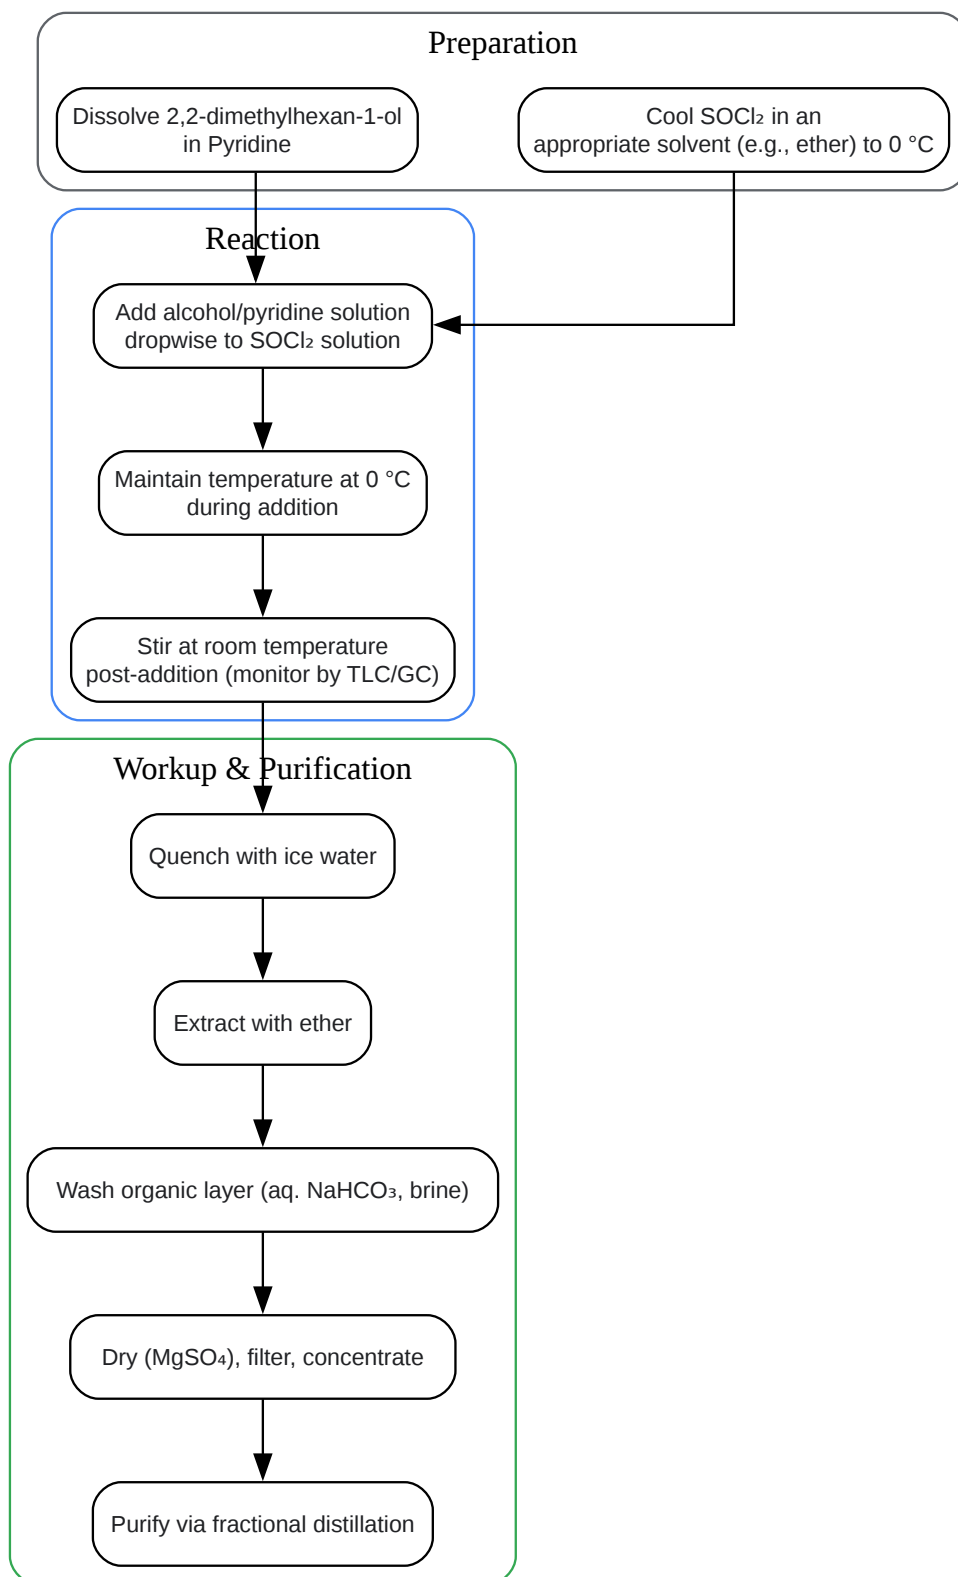 Preparation
Dissolve 2,2-dimethylhexan-1-ol
in Pyridine
Cool SOCl₂ in an
appropriate solvent (e.g., ether) to 0 °C
Reaction
Add alcohol/pyridine solution
dropwise to SOCl₂ solution
Maintain temperature at 0 °C
during addition
Stir at room temperature
post-addition (monitor by TLC/GC)
Workup & Purification
Quench with ice water
Extract with ether
Wash organic layer (aq. NaHCO₃, brine)
Dry (MgSO₄), filter, concentrate
Purify via fractional distillation